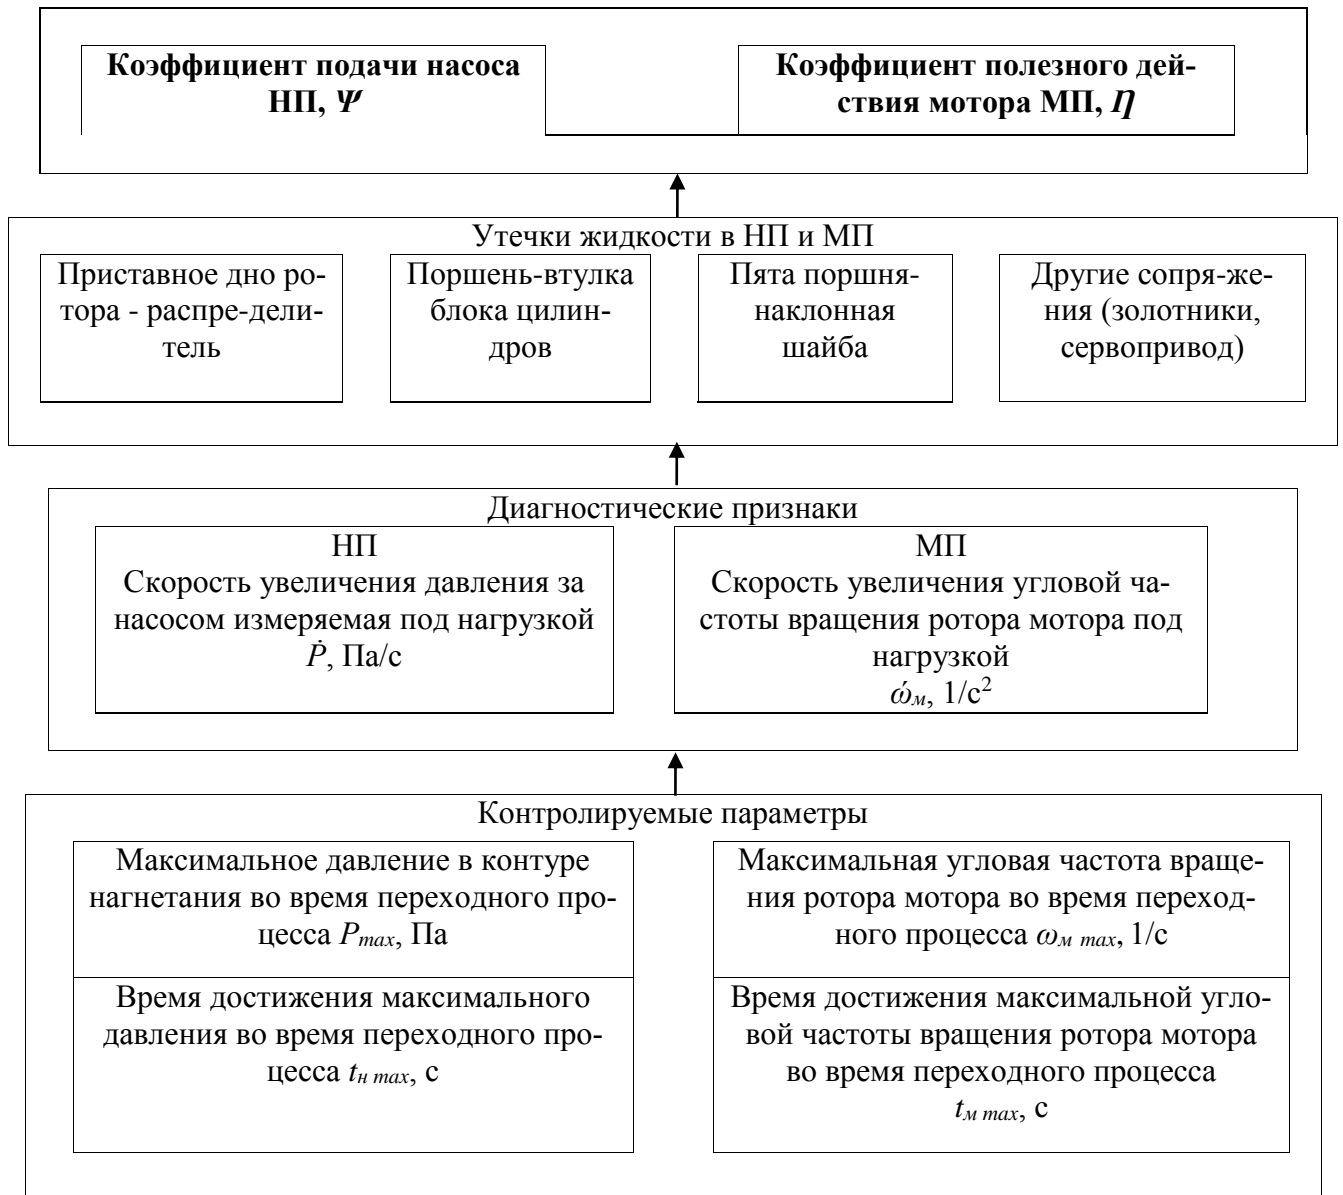 Коэффициент подачи насоса
НП, Ψ
Коэффициент полезного дей-
ствия мотора МП, η
Утечки жидкости в НП и МП
Приставное дно ро-
тора - распре-дели-
тель
Поршень-втулка
блока цилин-
дров
Пята поршня-
наклонная
шайба
Другие сопря-же-
ния (золотники,
сервопривод)
Диагностические признаки
НП
Скорость увеличения давления за
насосом измеряемая под нагрузкой
Ṗ, Па/с
МП
Скорость увеличения угловой ча-
стоты вращения ротора мотора под
нагрузкой
ώм, 1/с²
Контролируемые параметры
Максимальное давление в контуре
нагнетания во время переходного про-
цесса Pmax, Па
Время достижения максимального
давления во время переходного про-
цесса tн max, с
Максимальная угловая частота враще-
ния ротора мотора во время переход-
ного процесса ωм max, 1/с
Время достижения максимальной угло-
вой частоты вращения ротора мотора
во время переходного процесса
tм max, с